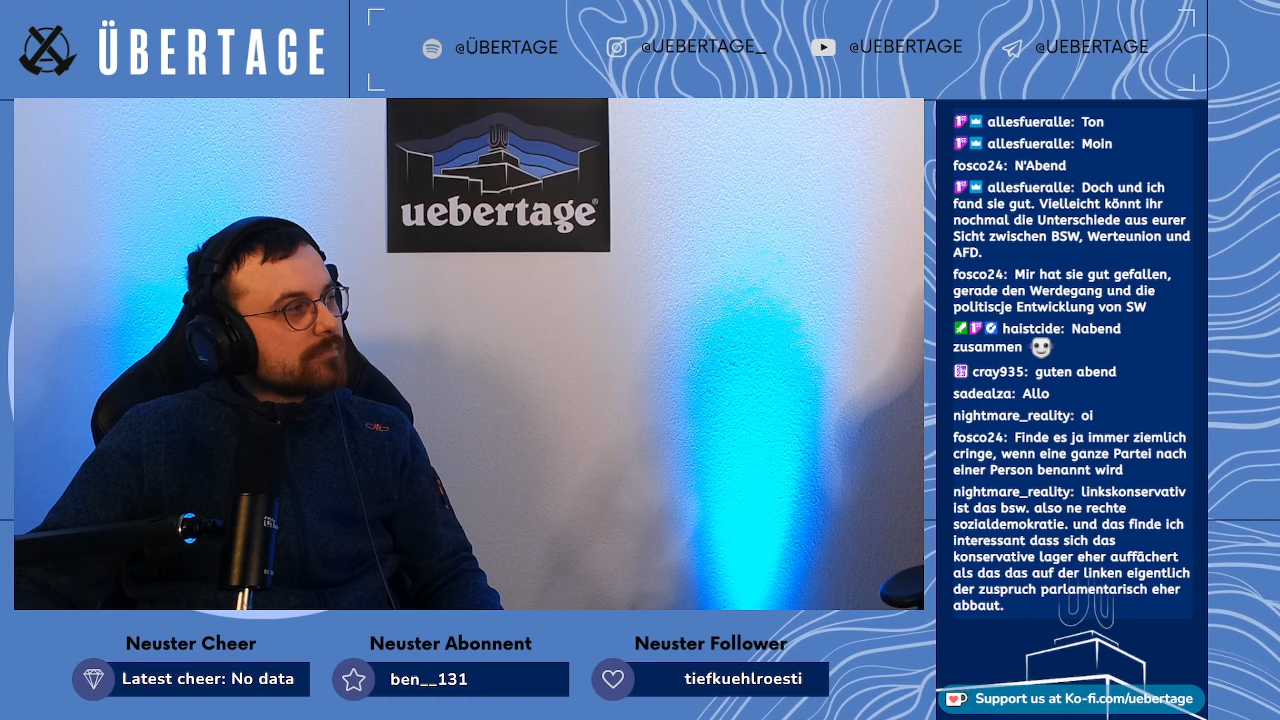 ÜBERTAGE
@ÜBERTAGE
@UEBERTAGE_
@UEBERTAGE
@UEBERTAGE
uebertage®
allesfueralle: Ton
allesfueralle: Moin
fosco24: N'Abend
allesfueralle: Doch und ich
fand sie gut. Vielleicht könnt ihr
nochmal die Unterschiede aus eurer
Sicht zwischen BSW, Werteunion und
AFD.
fosco24: Mir hat sie gut gefallen,
gerade den Werdegang und die
politiscje Entwicklung von SW
haistcide: Nabend
zusammen
cray935: guten abend
sadealza: Allo
nightmare_reality: oi
fosco24: Finde es ja immer ziemlich
cringe, wenn eine ganze Partei nach
einer Person benannt wird
nightmare_reality: linkskonservativ
ist das bsw. also ne rechte
sozialdemokratie. und das finde ich
interessant dass sich das
konservative lager eher auffächert
als das das auf der linken eigentlich
der zuspruch parlamentarisch eher
abbaut.
Neuster Cheer
Latest cheer: No data
Neuster Abonnent
ben__131
Neuster Follower
tiefkuehlroesti
Support us at Ko-fi.com/uebertage